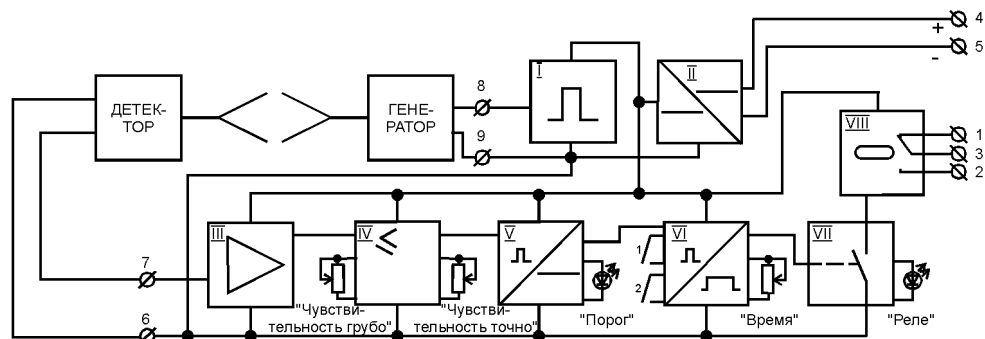 4
+
5
-
I
II
8
ДЕТЕК-
ТОР
ГЕНЕ-
РАТОР
9
VIII
1
3
2
III
IV
≤
V
VI
VII
1
2
7
6
"Чувстви-
тельность грубо"
"Чувстви-
тельность точно"
"Порог"
"Время"
"Реле"